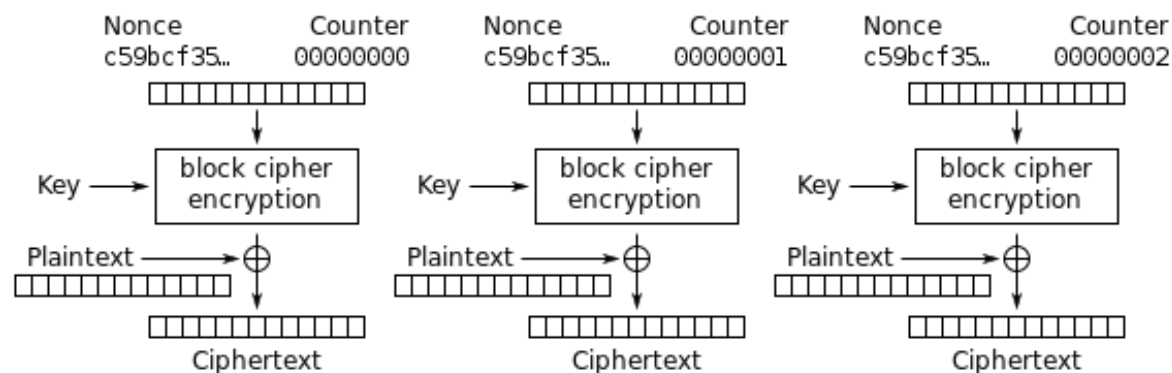 Nonce Counter Nonce Counter Nonce Counter
c59bcf35… 00000000 c59bcf35… 00000001 c59bcf35… 00000002
block cipher block cipher block cipher
Key Key Key
encryption encryption encryption
Plaintext Plaintext Plaintext
Ciphertext Ciphertext Ciphertext